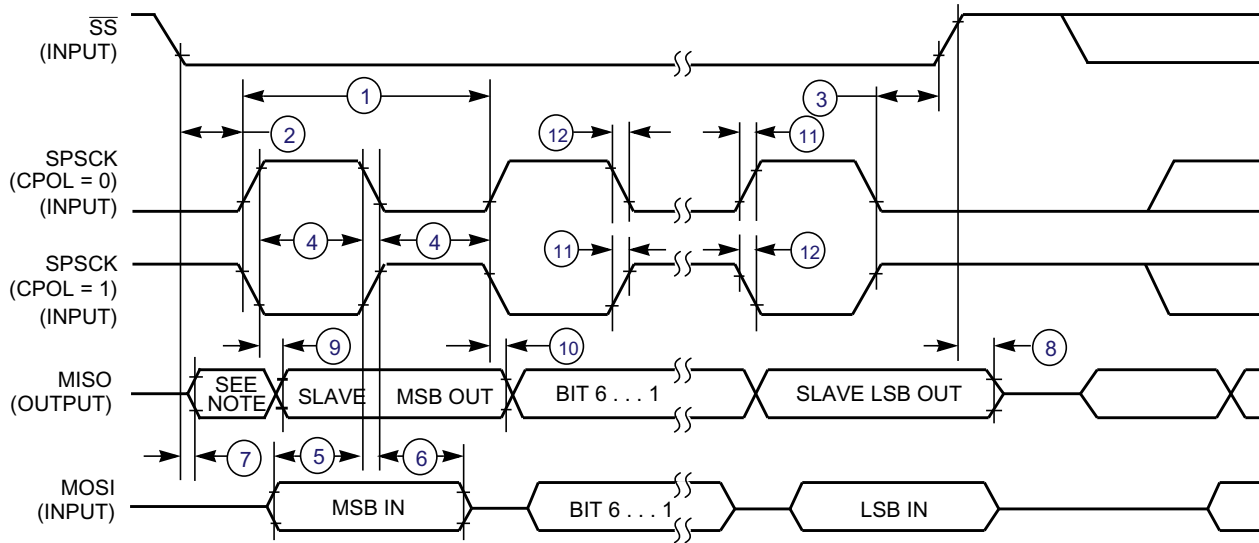 SS
(INPUT)
1
3
2
12
11
SPSCK
(CPOL = 0)
(INPUT)
4
4
11
12
SPSCK
(CPOL = 1)
(INPUT)
9
10
8
MISO
(OUTPUT)
SEE
NOTE
SLAVE
MSB OUT
BIT 6 . . . 1
SLAVE LSB OUT
7
5
6
MOSI
(INPUT)
MSB IN
BIT 6 . . . 1
LSB IN